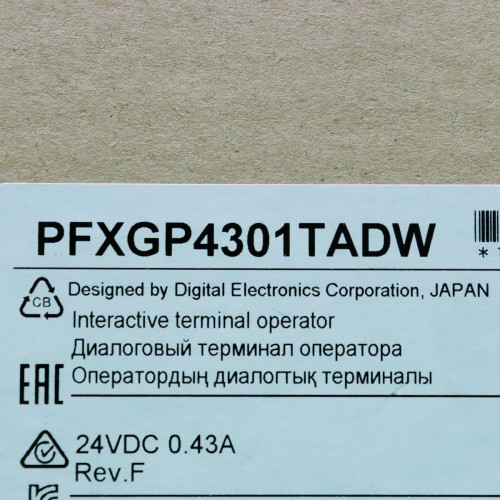 PFXGP4301TADW
*
CB
Designed by Digital Electronics Corporation, JAPAN
Interactive terminal operator
Диалоговый терминал оператора
EAC
Оператордың диалогтық терминалы
24VDC 0.43A
Rev.F